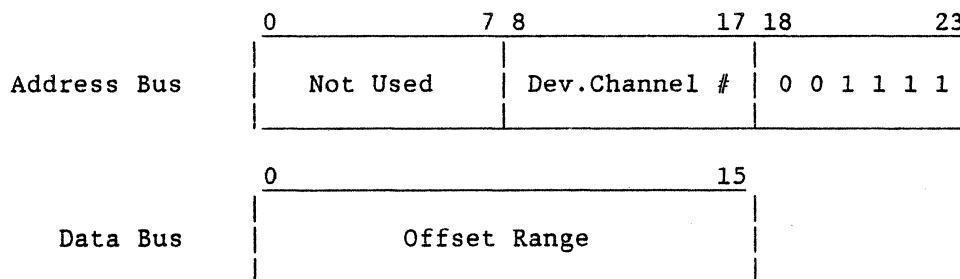 0 7 8 17 18 23
Address Bus Not Used Dev.Channel # 0 0 1 1 1 1
0 15
Data Bus Offset Range